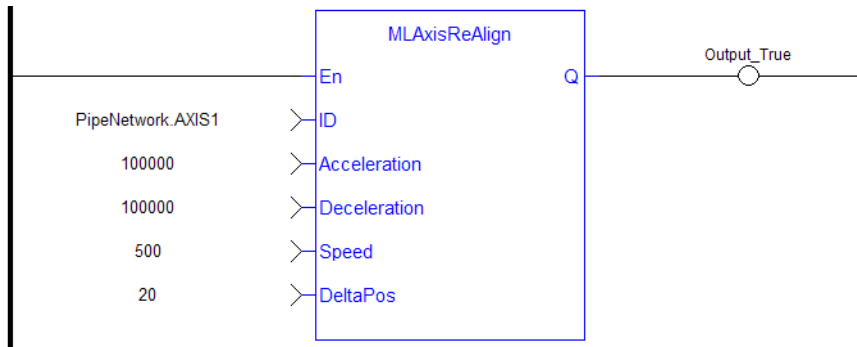 MLAxisReAlign
Output_True
En
Q
PipeNetwork.AXIS1
ID
100000
Acceleration
100000
Deceleration
500
Speed
20
DeltaPos